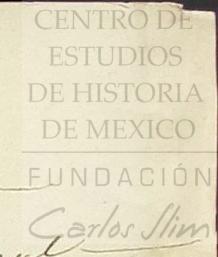 CENTRO DE
ESTUDIOS
DE HISTORIA
DE MEXICO
FUNDACIÓN
Carlos Slim